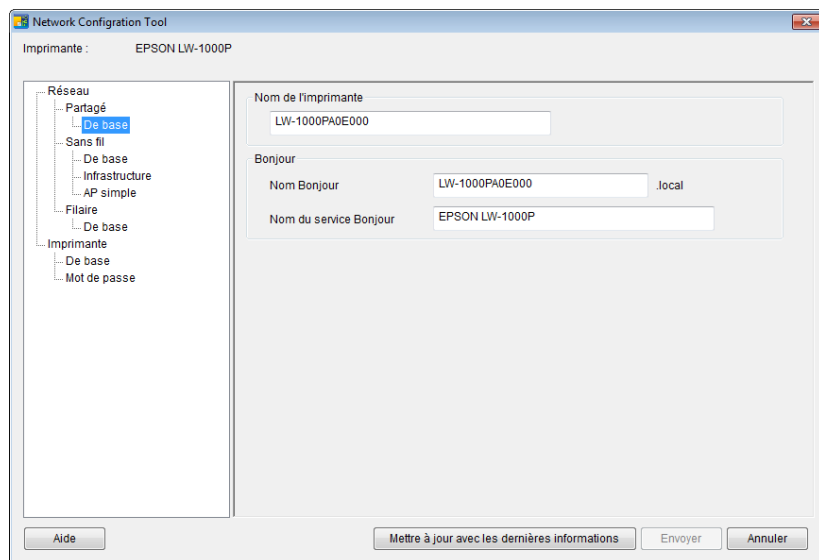 Network Configration Tool
Imprimante : EPSON LW-1000P
Réseau
Partagé
De base
Sans fil
De base
Infrastructure
AP simple
Filaire
De base
Imprimante
De base
Mot de passe
Nom de l'imprimante
LW-1000PA0E000
Bonjour
Nom Bonjour LW-1000PA0E000 .local
Nom du service Bonjour EPSON LW-1000P
Aide Mettre à jour avec les dernières informations Envoyer Annuler